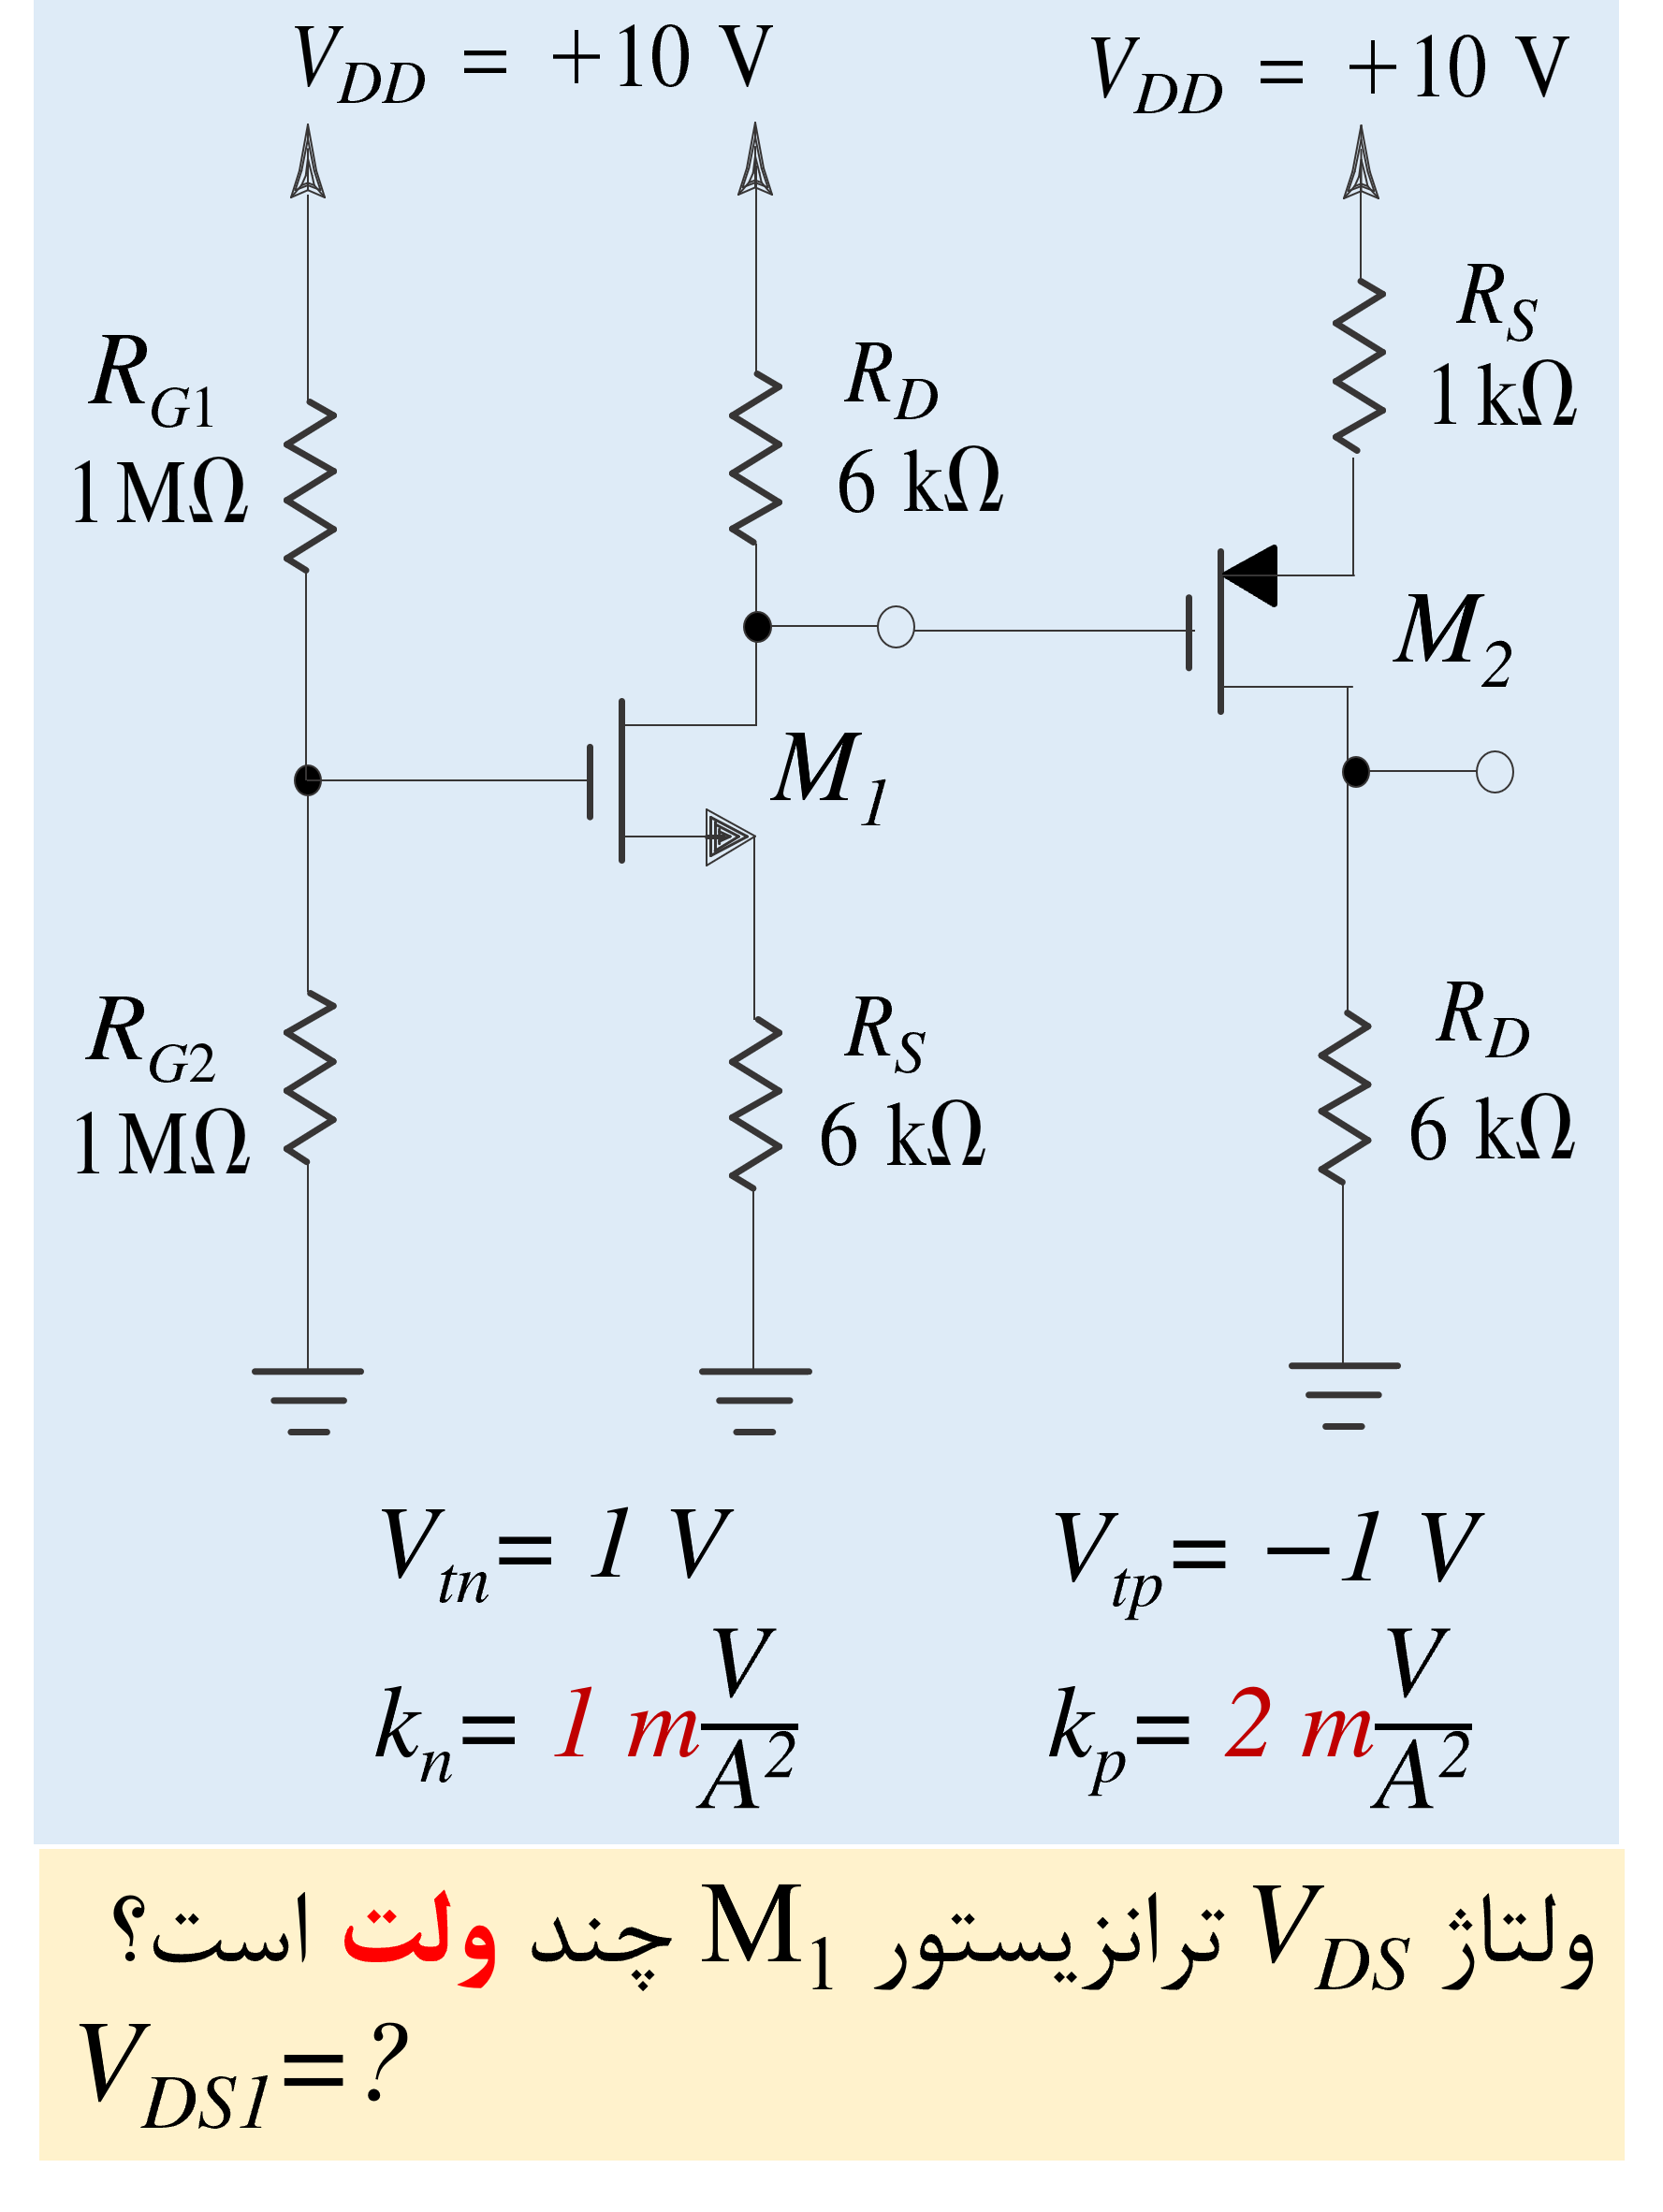 V_DD = +10 V
V_DD = +10 V
R_G1
1 MΩ
R_D
6 kΩ
R_S
1 kΩ
M_2
M_1
R_G2
1 MΩ
R_S
6 kΩ
R_D
6 kΩ
V_tn= 1 V
V_tp= −1 V
k_n= 1 m V/A²
k_p= 2 m V/A²
ولتاژ V_DS ترانزیستور M_1 چند ولت است؟
V_DS1=?